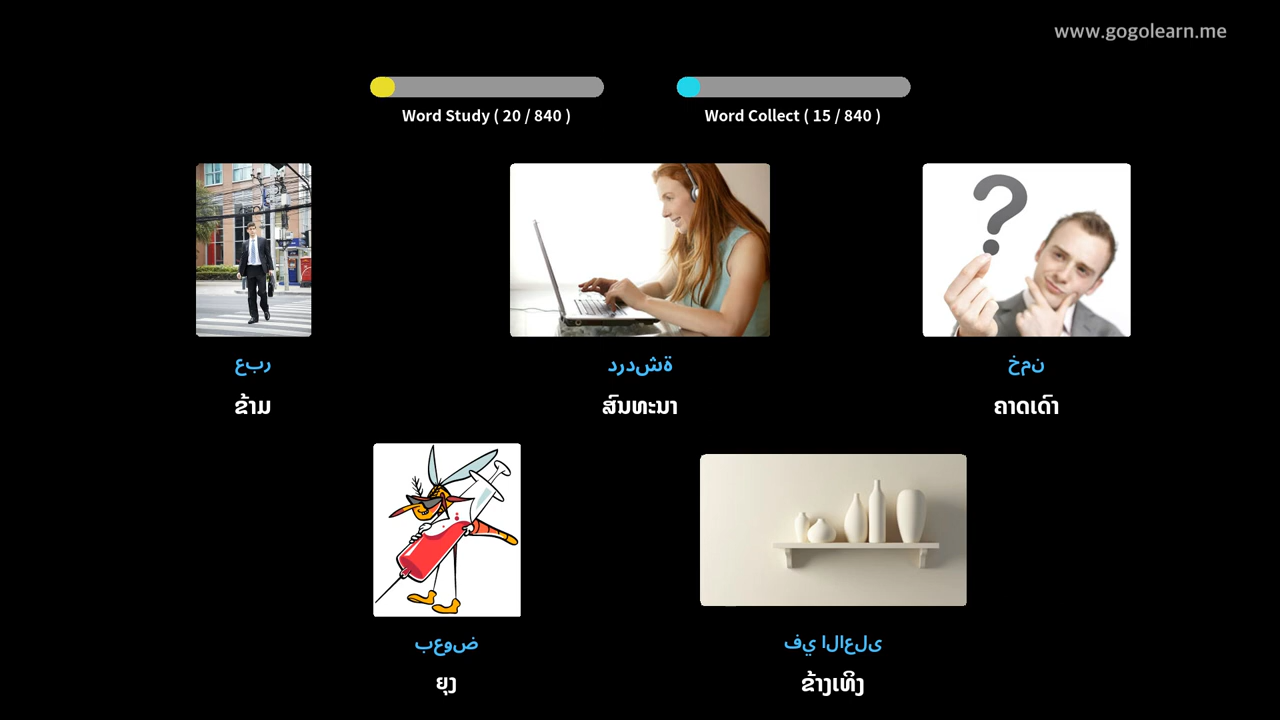 www.gogolearn.me
Word Study ( 20 / 840 )
Word Collect ( 15 / 840 )
عبر
دردشة
خمن
ຂ້າມ
ສົນທະນາ
ຄາດເດົາ
بعوض
في الاعلى
ຍຸງ
ຂ້າງເທິງ